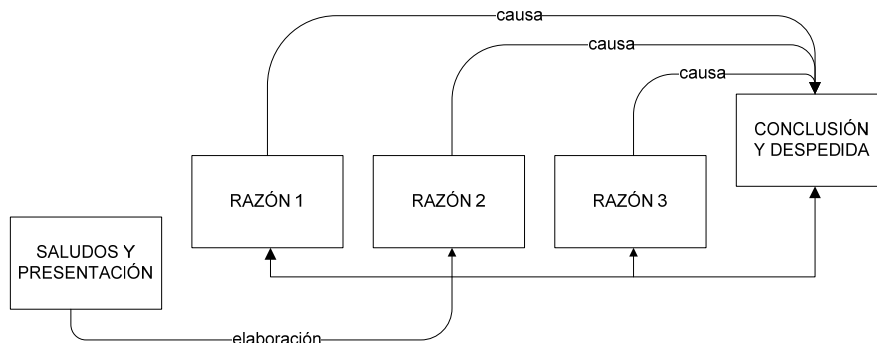 causa
causa
causa
CONCLUSIÓN
Y DESPEDIDA
RAZÓN 1
RAZÓN 2
RAZÓN 3
SALUDOS Y
PRESENTACIÓN
elaboración